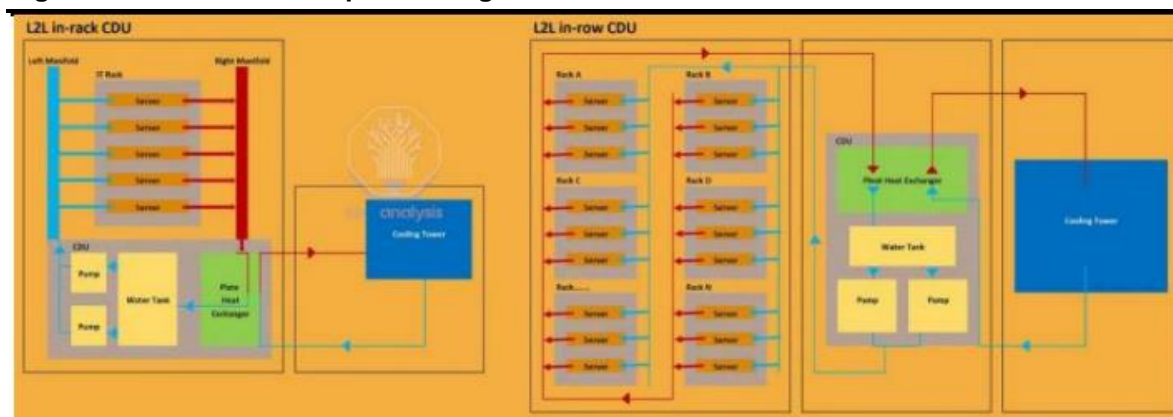 L2L in-rack CDU
Left Manifold
IT Rack
Right Manifold
Server
Server
Server
Server
Server
CDU
Pump
Pump
Water Tank
Plate
Heat
Exchanger
analysis
Cooling Tower
L2L in-row CDU
Rack A
Server
Server
Server
Rack B
Server
Server
Server
Rack C
Server
Server
Server
Rack D
Server
Server
Server
Rack......
Server
Server
Server
Rack N
Server
Server
Server
CDU
Heat Exchanger
Water Tank
Pump
Pump
Cooling Tower